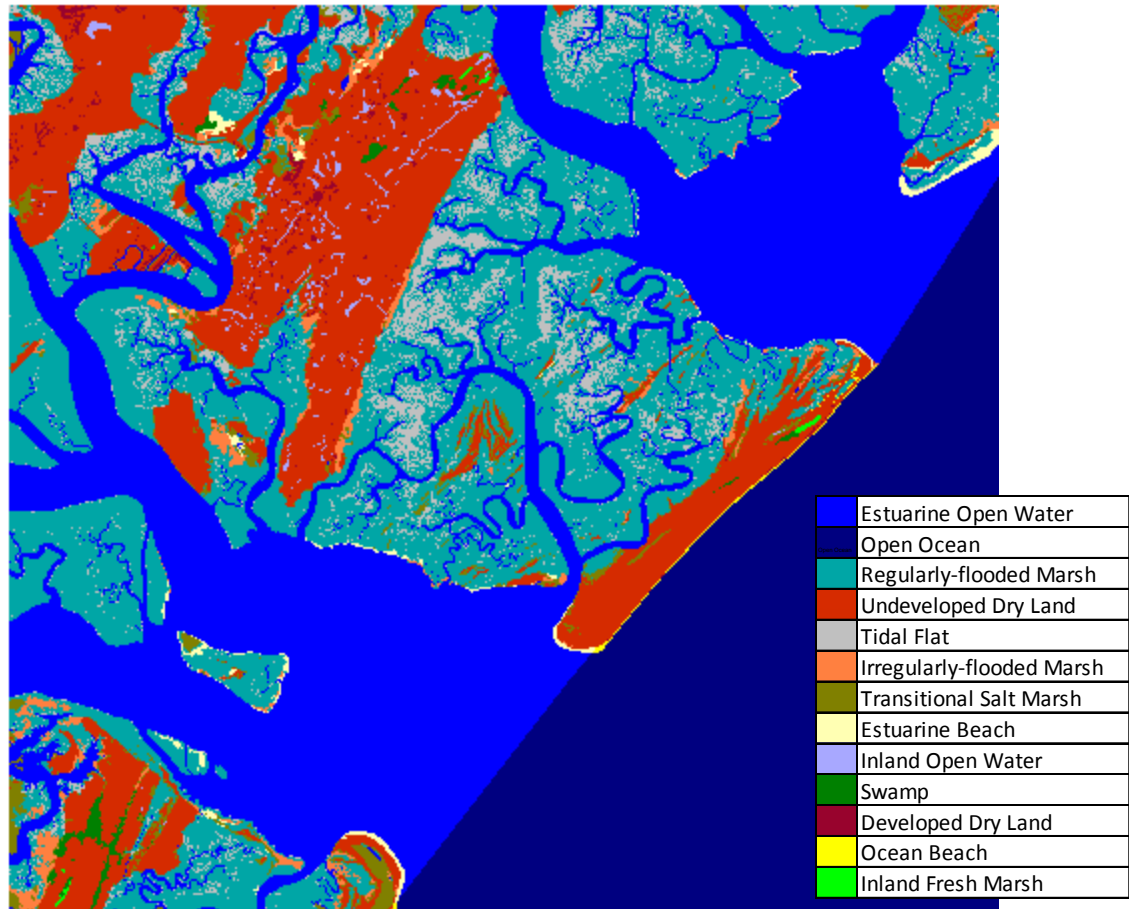 Estuarine Open Water
Open Ocean
Regularly-flooded Marsh
Undeveloped Dry Land
Tidal Flat
Irregularly-flooded Marsh
Transitional Salt Marsh
Estuarine Beach
Inland Open Water
Swamp
Developed Dry Land
Ocean Beach
Inland Fresh Marsh